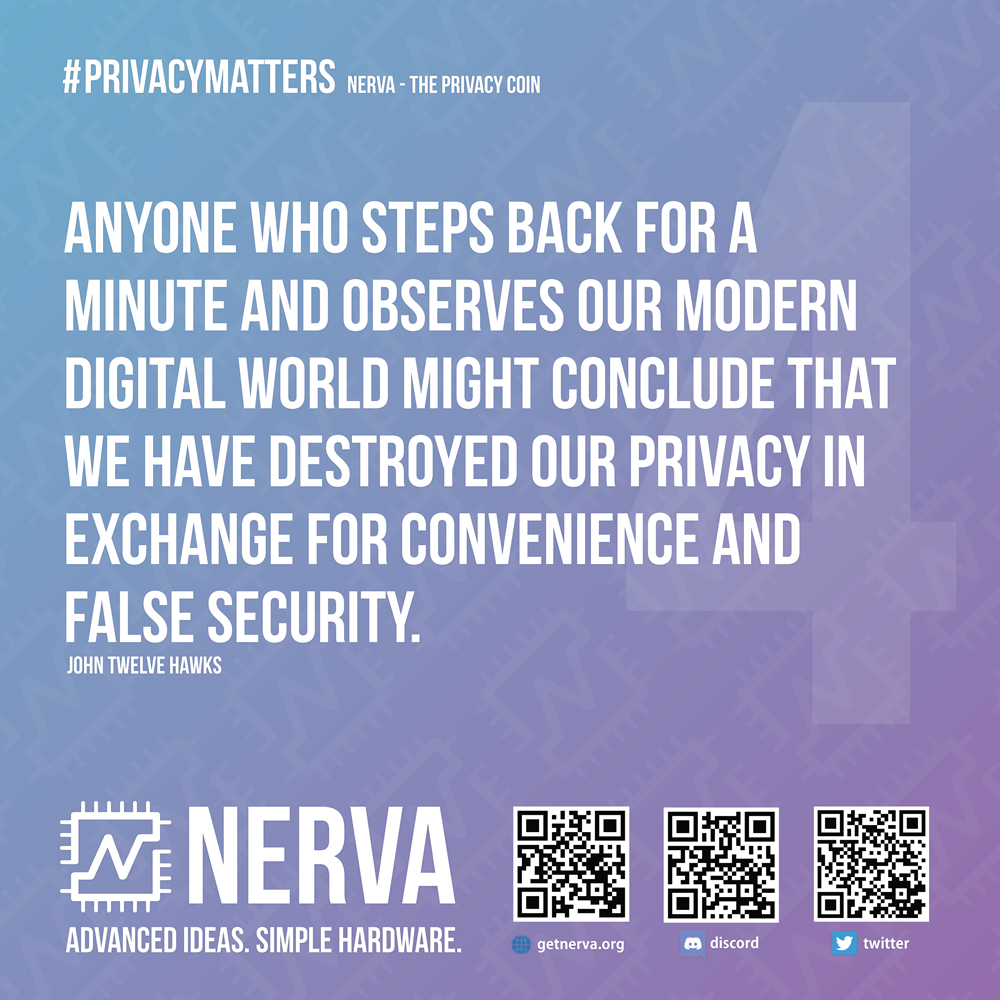 #PRIVACYMATTERS NERVA - THE PRIVACY COIN
4
ANYONE WHO STEPS BACK FOR A
MINUTE AND OBSERVES OUR MODERN
DIGITAL WORLD MIGHT CONCLUDE THAT
WE HAVE DESTROYED OUR PRIVACY IN
EXCHANGE FOR CONVENIENCE AND
FALSE SECURITY.
JOHN TWELVE HAWKS
NERVA
ADVANCED IDEAS. SIMPLE HARDWARE.
getnerva.org
discord
twitter